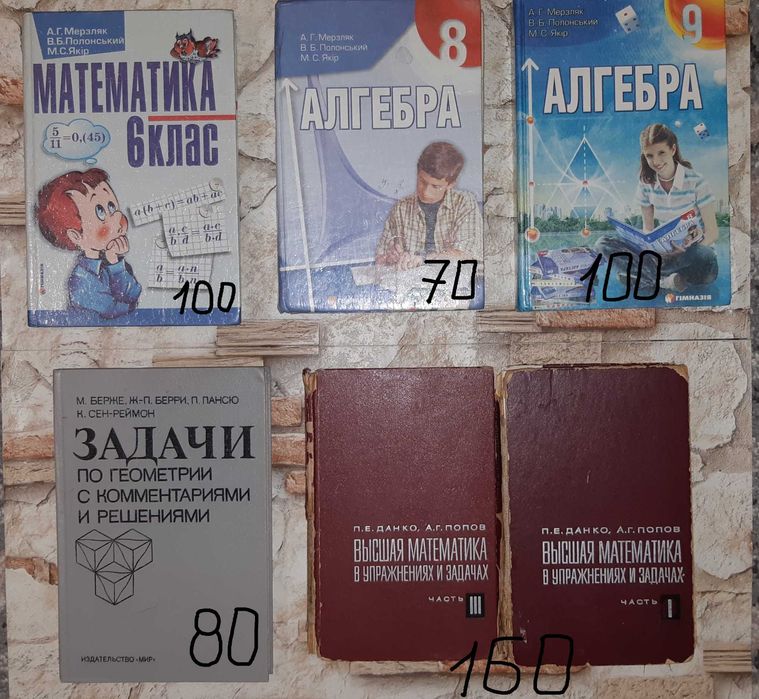 А.Г. Мерзляк
В.Б. Полонський
М.С. Якір
МАТЕМАТИКА
6 клас
5/11 = 0,(45)
a(b+c)=ab+ac
a/b · c/d = a·c/b·d
a/b = a·n/b·n
100
А. Г. Мерзляк
В. Б. Полонський
М. С. Якір
8
АЛГЕБРА
70
А. Г. Мерзляк
В. Б. Полонський
М. С. Якір
9
АЛГЕБРА
100
ГІМНАЗІЯ
М. БЕРЖЕ, Ж.-П. БЕРРИ, П. ПАНСЮ
К. СЕН-РЕЙМОН
ЗАДАЧИ
ПО ГЕОМЕТРИИ
С КОММЕНТАРИЯМИ
И РЕШЕНИЯМИ
ИЗДАТЕЛЬСТВО «МИР»
80
П.Е. ДАНКО, А.Г. ПОПОВ
ВЫСШАЯ МАТЕМАТИКА
В УПРАЖНЕНИЯХ И ЗАДАЧАХ
ЧАСТЬ III
П.Е. ДАНКО, А.Г. ПОПОВ
ВЫСШАЯ МАТЕМАТИКА
В УПРАЖНЕНИЯХ И ЗАДАЧАХ
ЧАСТЬ I
160